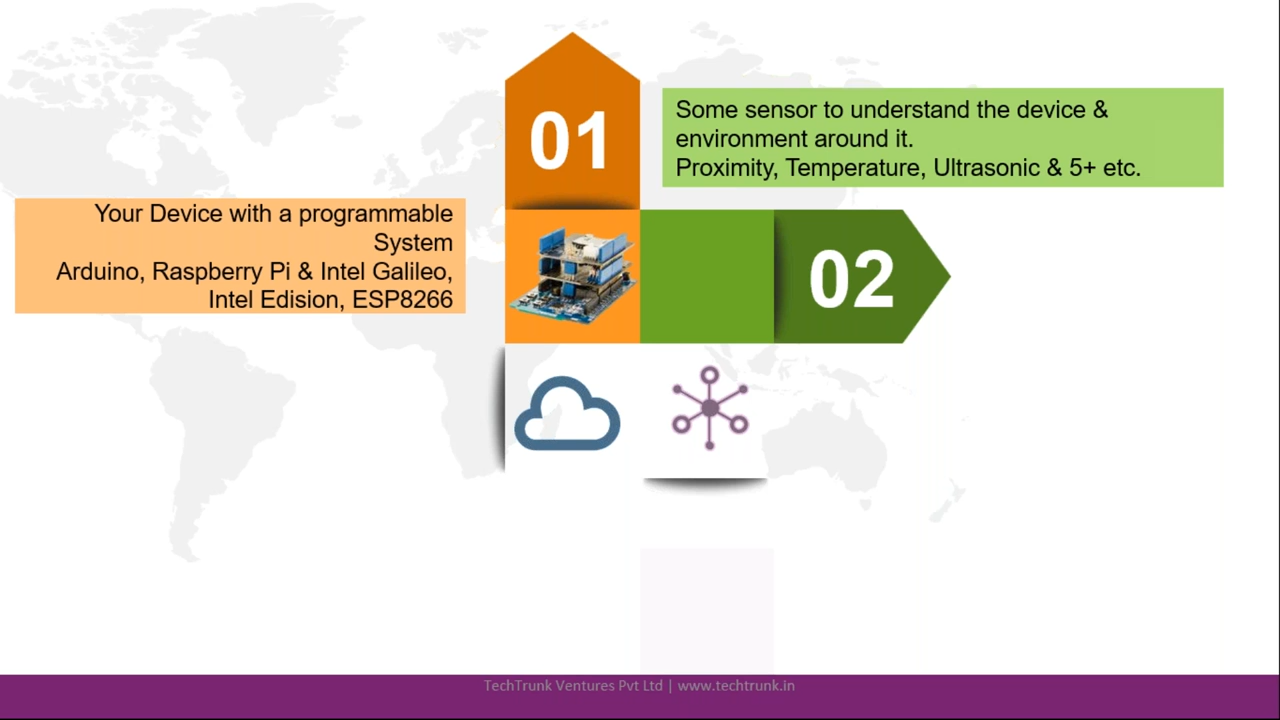 01
Some sensor to understand the device &
environment around it.
Proximity, Temperature, Ultrasonic & 5+ etc.
Your Device with a programmable
System
Arduino, Raspberry Pi & Intel Galileo,
Intel Edision, ESP8266
02
TechTrunk Ventures Pvt Ltd | www.techtrunk.in